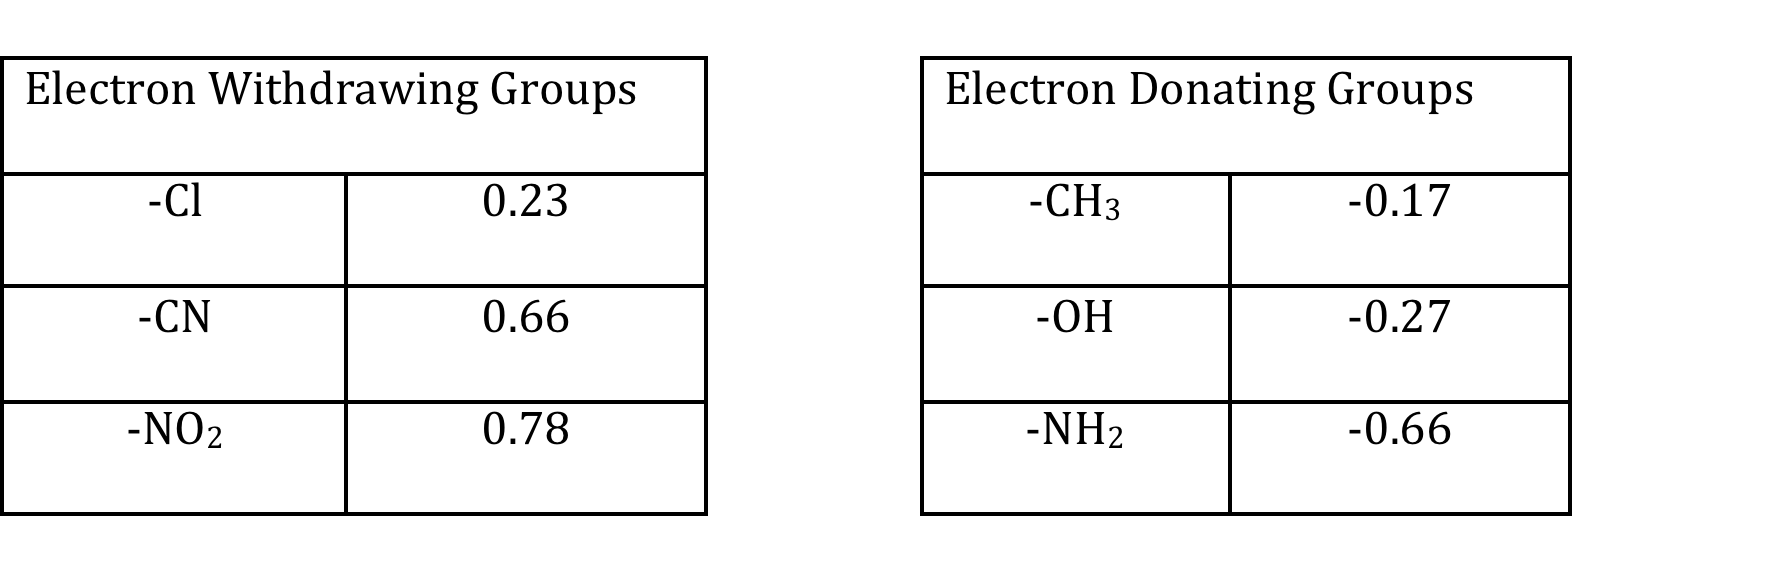 Electron Withdrawing Groups
-Cl 0.23
-CN 0.66
-NO₂ 0.78
Electron Donating Groups
-CH₃ -0.17
-OH -0.27
-NH₂ -0.66